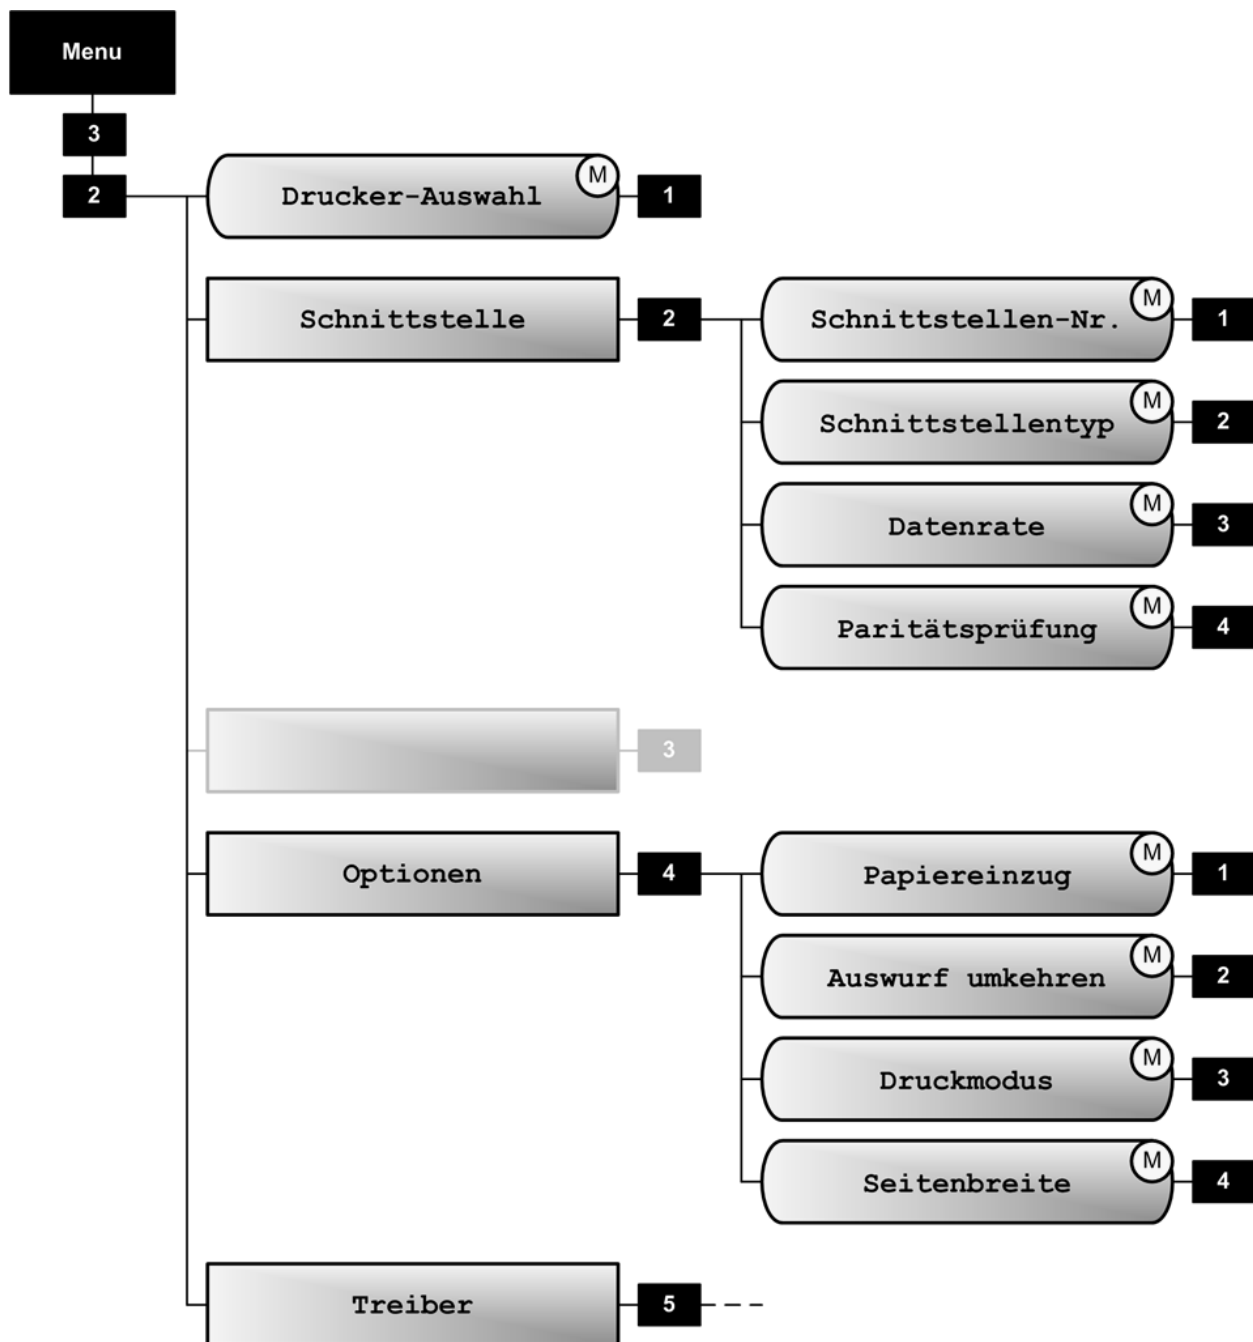 Menu
3
2
Drucker-Auswahl
M
1
Schnittstelle
2
Schnittstellen-Nr.
M
1
Schnittstellentyp
M
2
Datenrate
M
3
Paritätsprüfung
M
4
3
Optionen
4
Papiereinzug
M
1
Auswurf umkehren
M
2
Druckmodus
M
3
Seitenbreite
M
4
Treiber
5